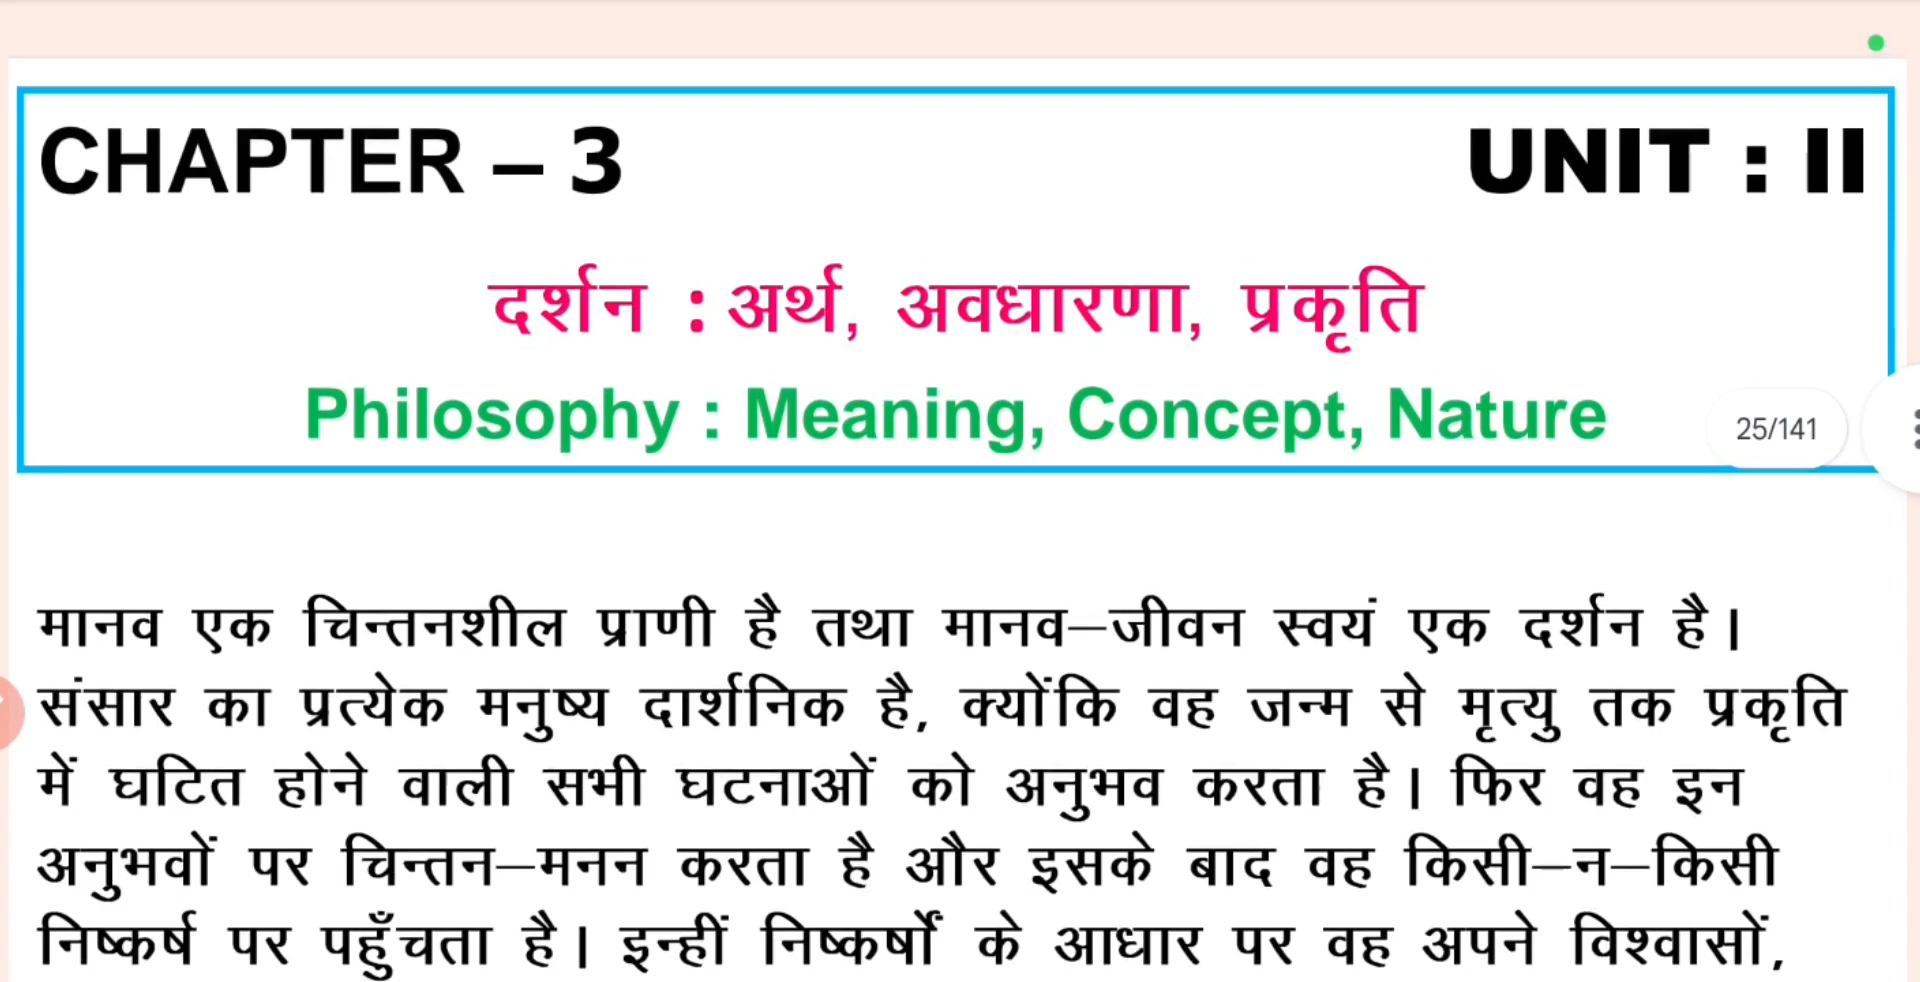 CHAPTER – 3 UNIT : II
दर्शन : अर्थ, अवधारणा, प्रकृति
Philosophy : Meaning, Concept, Nature
25/141
मानव एक चिन्तनशील प्राणी है तथा मानव–जीवन स्वयं एक दर्शन है।
संसार का प्रत्येक मनुष्य दार्शनिक है, क्योंकि वह जन्म से मृत्यु तक प्रकृति
में घटित होने वाली सभी घटनाओं को अनुभव करता है। फिर वह इन
अनुभवों पर चिन्तन–मनन करता है और इसके बाद वह किसी–न–किसी
निष्कर्ष पर पहुँचता है। इन्हीं निष्कर्षों के आधार पर वह अपने विश्वासों,